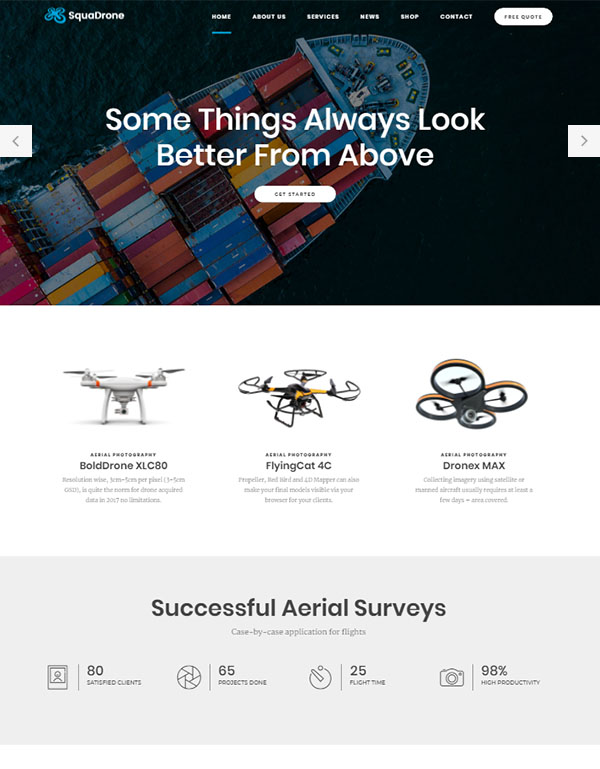 SquaDrone
HOME ABOUT US SERVICES NEWS SHOP CONTACT FREE QUOTE
Some Things Always Look
Better From Above
GET STARTED
AERIAL PHOTOGRAPHY
BoldDrone XLC80
Resolution wise, 3cm-5cm per pixel (3-5cm
GSD), is quite the norm for drone acquired
data in 2017 no limitations.
AERIAL PHOTOGRAPHY
FlyingCat 4C
Propeller, Red Bird and 4D Mapper can also
make your final models visible via your
browser for your clients.
AERIAL PHOTOGRAPHY
Dronex MAX
Collecting imagery using satellite or
manned aircraft usually requires at least a
few days – area covered.
Successful Aerial Surveys
Case-by-case application for flights
80
SATISFIED CLIENTS
65
PROJECTS DONE
25
FLIGHT TIME
98%
HIGH PRODUCTIVITY